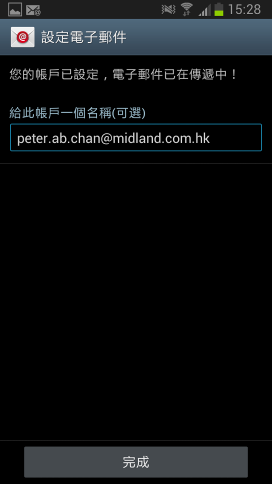 15:28
設定電子郵件
您的帳戶已設定，電子郵件已在傳遞中！
給此帳戶一個名稱(可選)
peter.ab.chan@midland.com.hk
完成